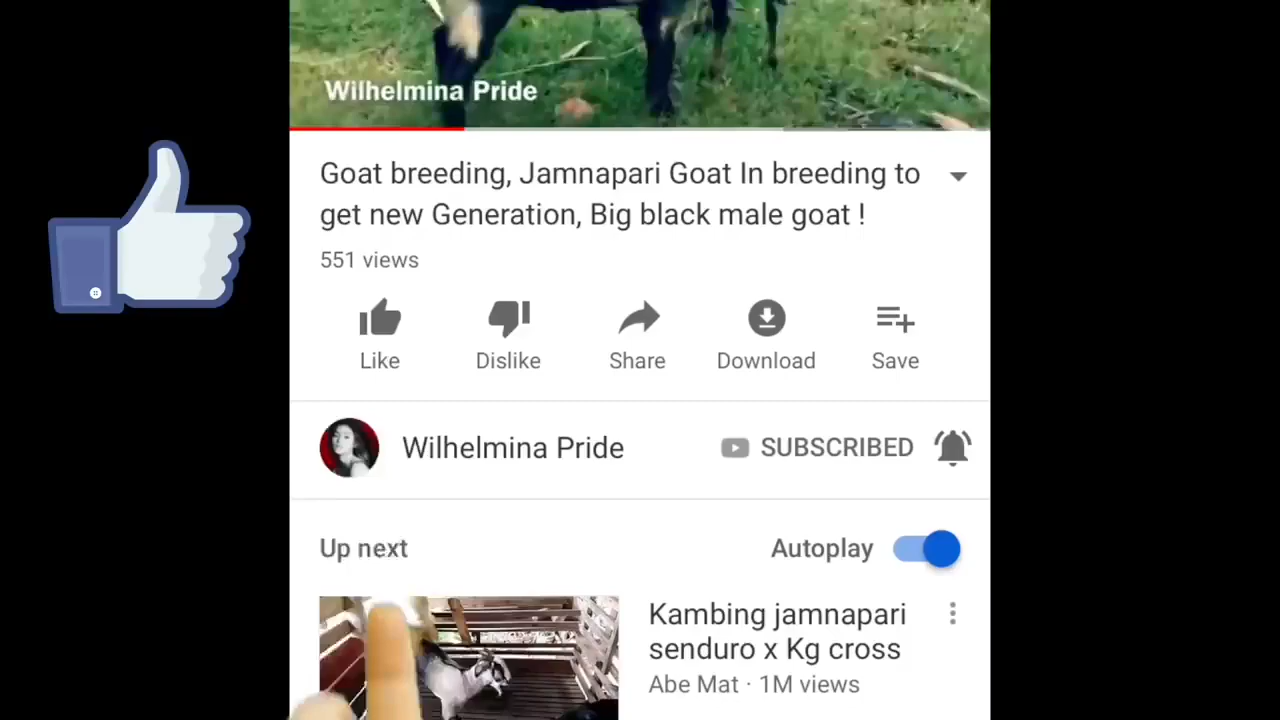 Wilhelmina Pride
Goat breeding, Jamnapari Goat In breeding to
get new Generation, Big black male goat !
551 views
Like Dislike Share Download Save
Wilhelmina Pride SUBSCRIBED
Up next Autoplay
Kambing jamnapari
senduro x Kg cross
Abe Mat · 1M views